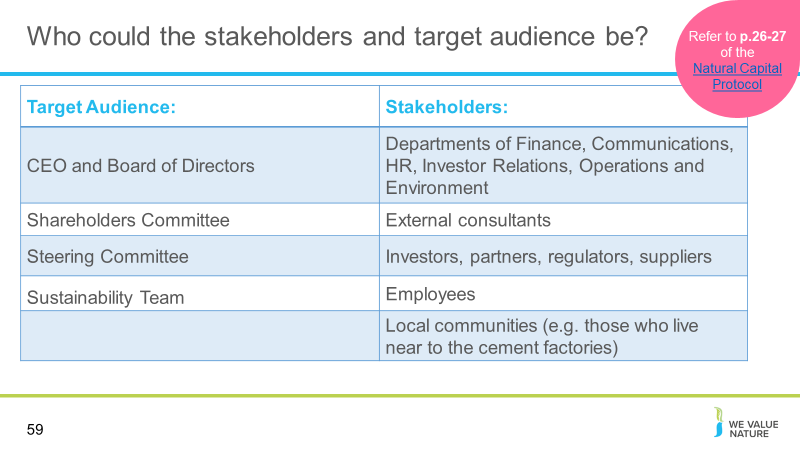 Who could the stakeholders and target audience be?
Refer to p.26-27
of the
Natural Capital
Protocol
Target Audience:
Stakeholders:
CEO and Board of Directors
Departments of Finance, Communications,
HR, Investor Relations, Operations and
Environment
Shareholders Committee
External consultants
Steering Committee
Investors, partners, regulators, suppliers
Sustainability Team
Employees
Local communities (e.g. those who live
near to the cement factories)
59
WE VALUE
NATURE